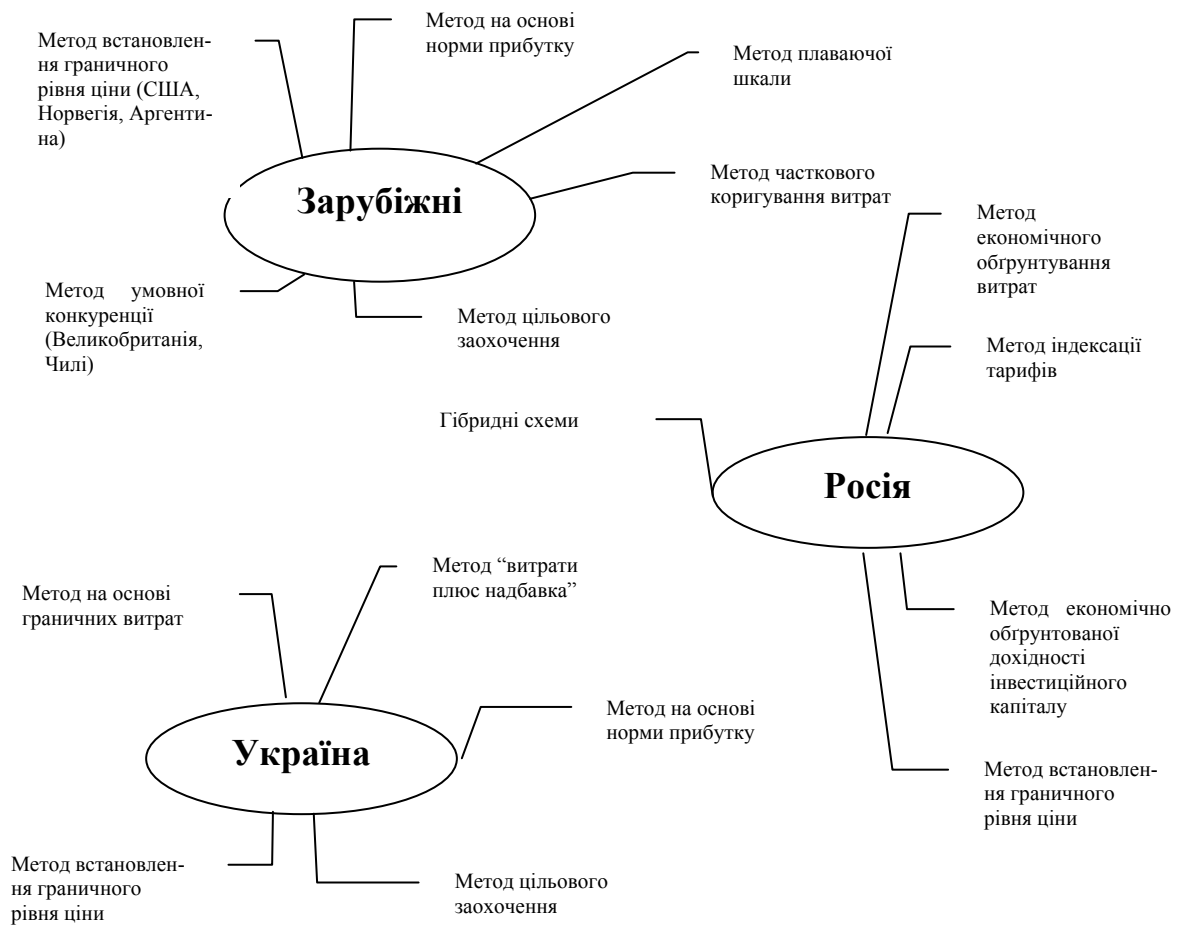 Метод встановлен-
ня граничного
рівня ціни (США,
Норвегія, Аргенти-
на)
Метод на основі
норми прибутку
Метод плаваючої
шкали
Зарубіжні
Метод часткового
коригування витрат
Метод умовної
конкуренції
(Великобританія,
Чилі)
Метод цільового
заохочення
Метод
економічного
обґрунтування
витрат
Метод індексації
тарифів
Гібридні схеми
Росія
Метод економічно
обґрунтованої
дохідності
інвестиційного
капіталу
Метод встановлен-
ня граничного
рівня ціни
Метод на основі
граничних витрат
Метод “витрати
плюс надбавка”
Україна
Метод на основі
норми прибутку
Метод встановлен-
ня граничного
рівня ціни
Метод цільового
заохочення